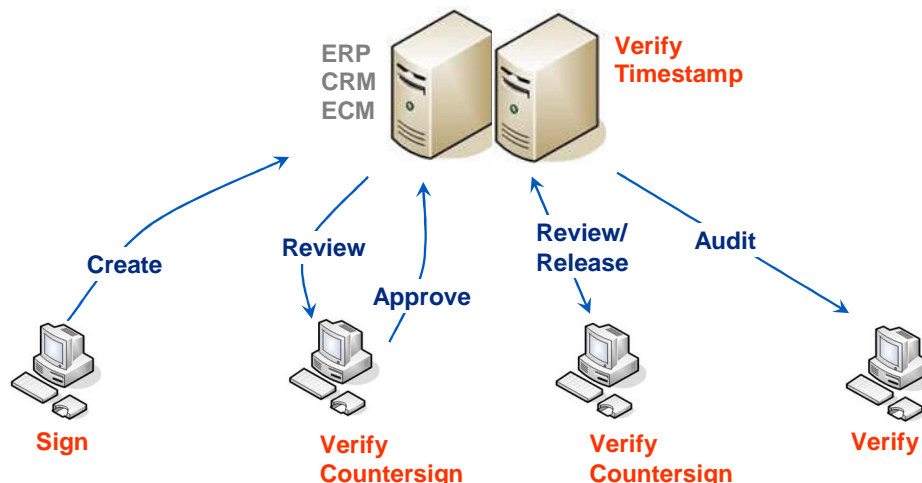 ERP
CRM
ECM
Verify
Timestamp
Create
Review
Approve
Review/
Release
Audit
Sign
Verify
Countersign
Verify
Countersign
Verify